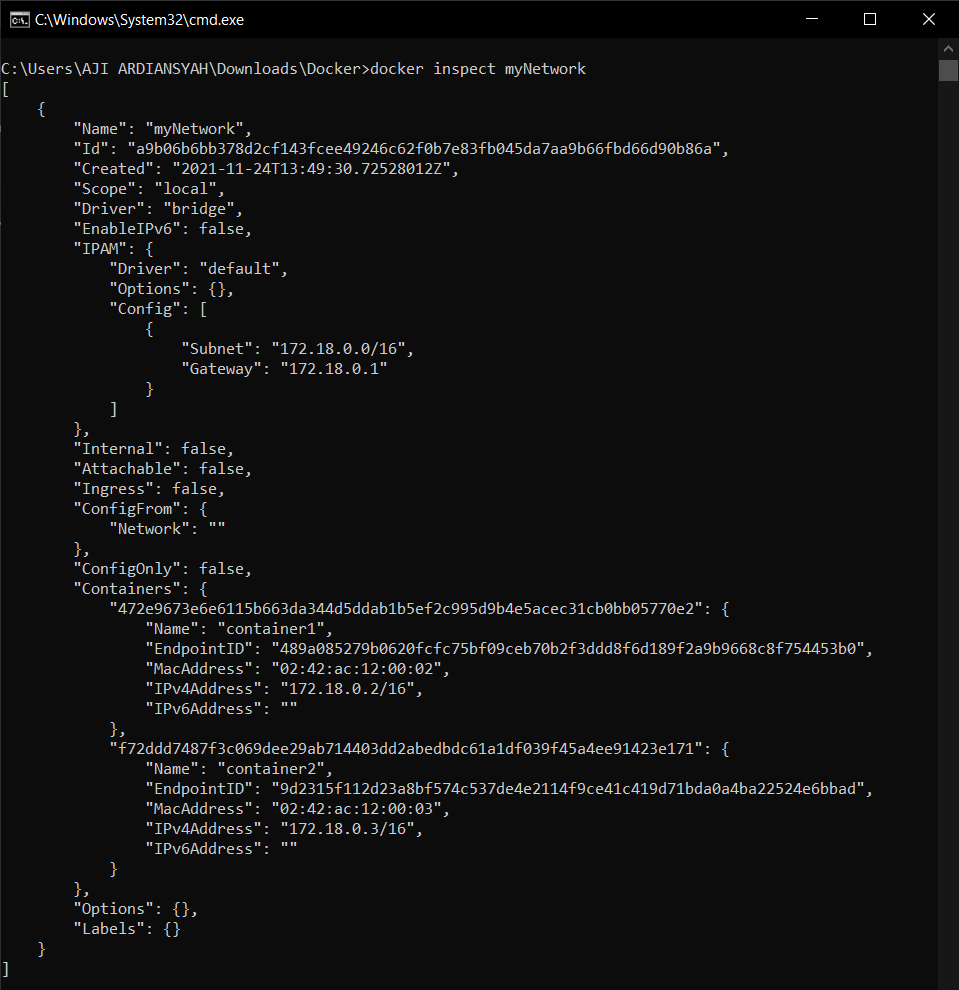 C:\Windows\System32\cmd.exe
C:\Users\AJI ARDIANSYAH\Downloads\Docker>docker inspect myNetwork
[
    {
        "Name": "myNetwork",
        "Id": "a9b06b6bb378d2cf143fcee49246c62f0b7e83fb045da7aa9b66fbd66d90b86a",
        "Created": "2021-11-24T13:49:30.72528012Z",
        "Scope": "local",
        "Driver": "bridge",
        "EnableIPv6": false,
        "IPAM": {
            "Driver": "default",
            "Options": {},
            "Config": [
                {
                    "Subnet": "172.18.0.0/16",
                    "Gateway": "172.18.0.1"
                }
            ]
        },
        "Internal": false,
        "Attachable": false,
        "Ingress": false,
        "ConfigFrom": {
            "Network": ""
        },
        "ConfigOnly": false,
        "Containers": {
            "472e9673e6e6115b663da344d5ddab1b5ef2c995d9b4e5acec31cb0bb05770e2": {
                "Name": "container1",
                "EndpointID": "489a085279b0620fcfc75bf09ceb70b2f3ddd8f6d189f2a9b9668c8f754453b0",
                "MacAddress": "02:42:ac:12:00:02",
                "IPv4Address": "172.18.0.2/16",
                "IPv6Address": ""
            },
            "f72ddd7487f3c069dee29ab714403dd2abedbdc61a1df039f45a4ee91423e171": {
                "Name": "container2",
                "EndpointID": "9d2315f112d23a8bf574c537de4e2114f9ce41c419d71bda0a4ba22524e6bbad",
                "MacAddress": "02:42:ac:12:00:03",
                "IPv4Address": "172.18.0.3/16",
                "IPv6Address": ""
            }
        },
        "Options": {},
        "Labels": {}
    }
]